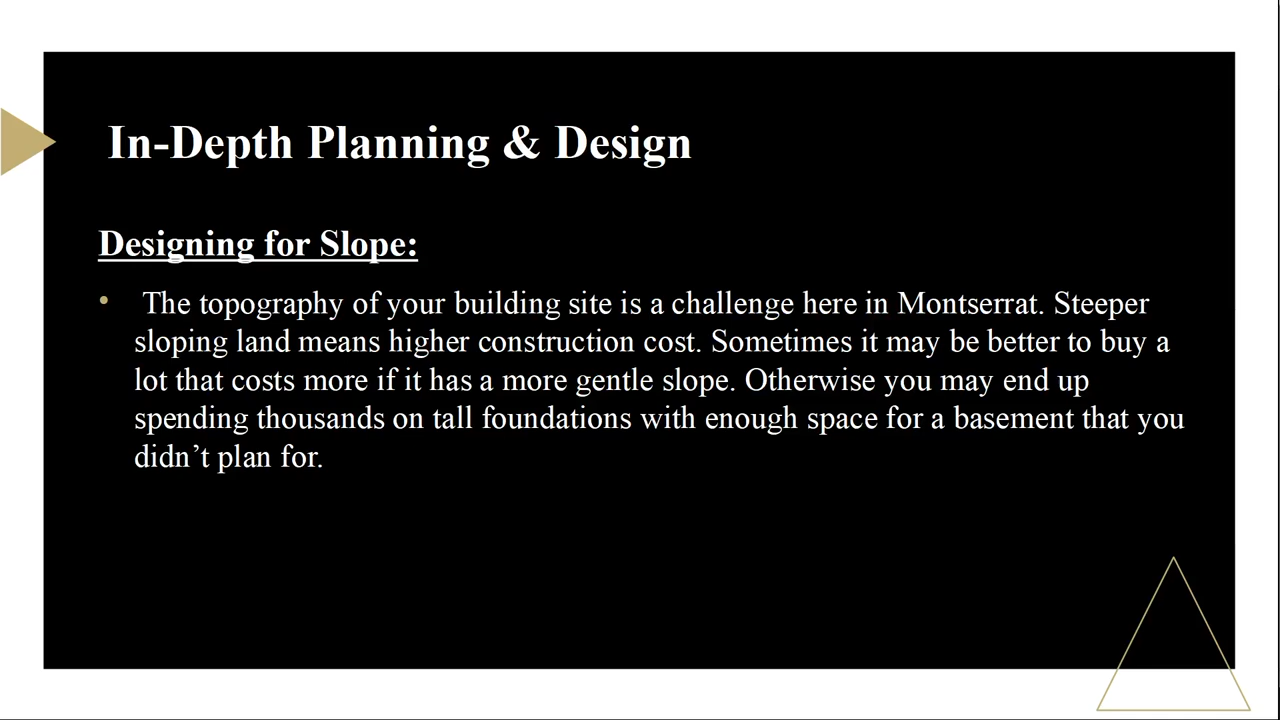 In-Depth Planning & Design
Designing for Slope:
• The topography of your building site is a challenge here in Montserrat. Steeper
sloping land means higher construction cost. Sometimes it may be better to buy a
lot that costs more if it has a more gentle slope. Otherwise you may end up
spending thousands on tall foundations with enough space for a basement that you
didn’t plan for.